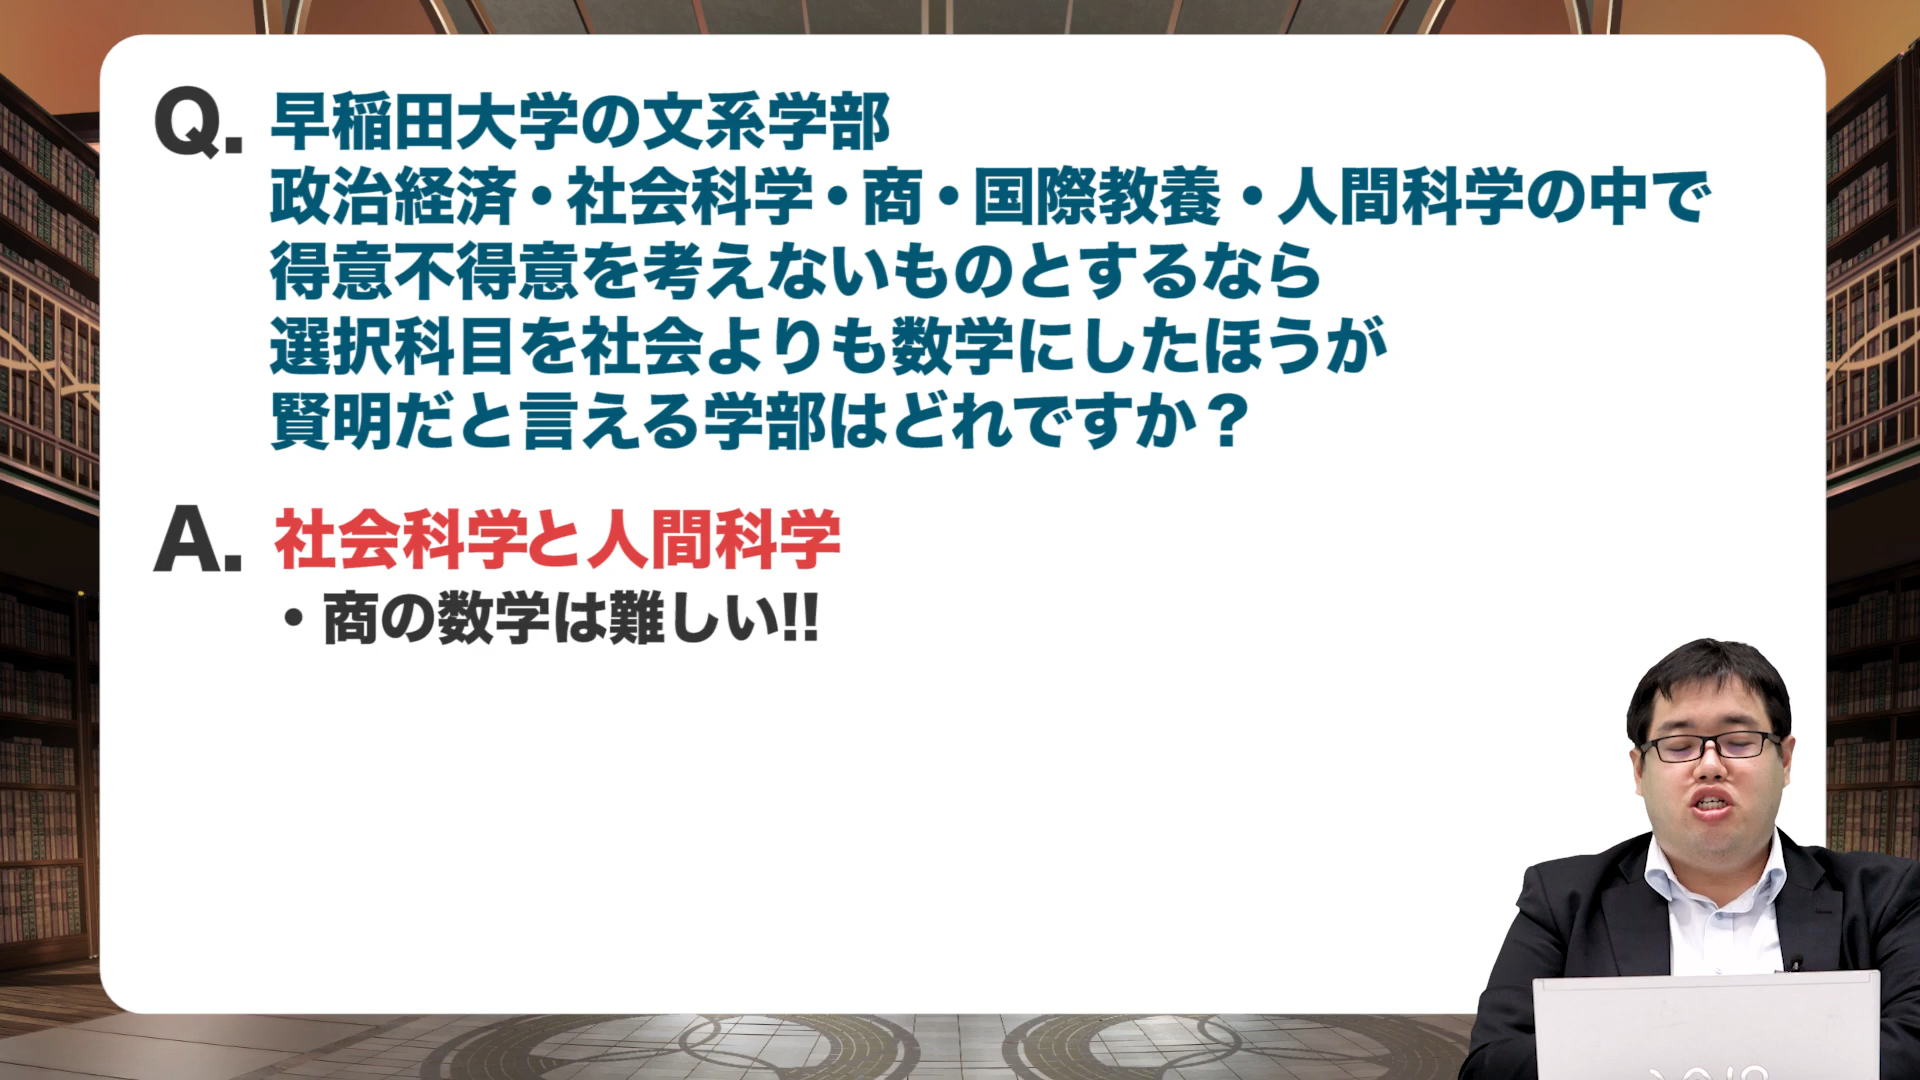 Q. 早稲田大学の文系学部
政治経済・社会科学・商・国際教養・人間科学の中で
得意不得意を考えないものとするなら
選択科目を社会よりも数学にしたほうが
賢明だと言える学部はどれですか？
A. 社会科学と人間科学
・商の数学は難しい!!